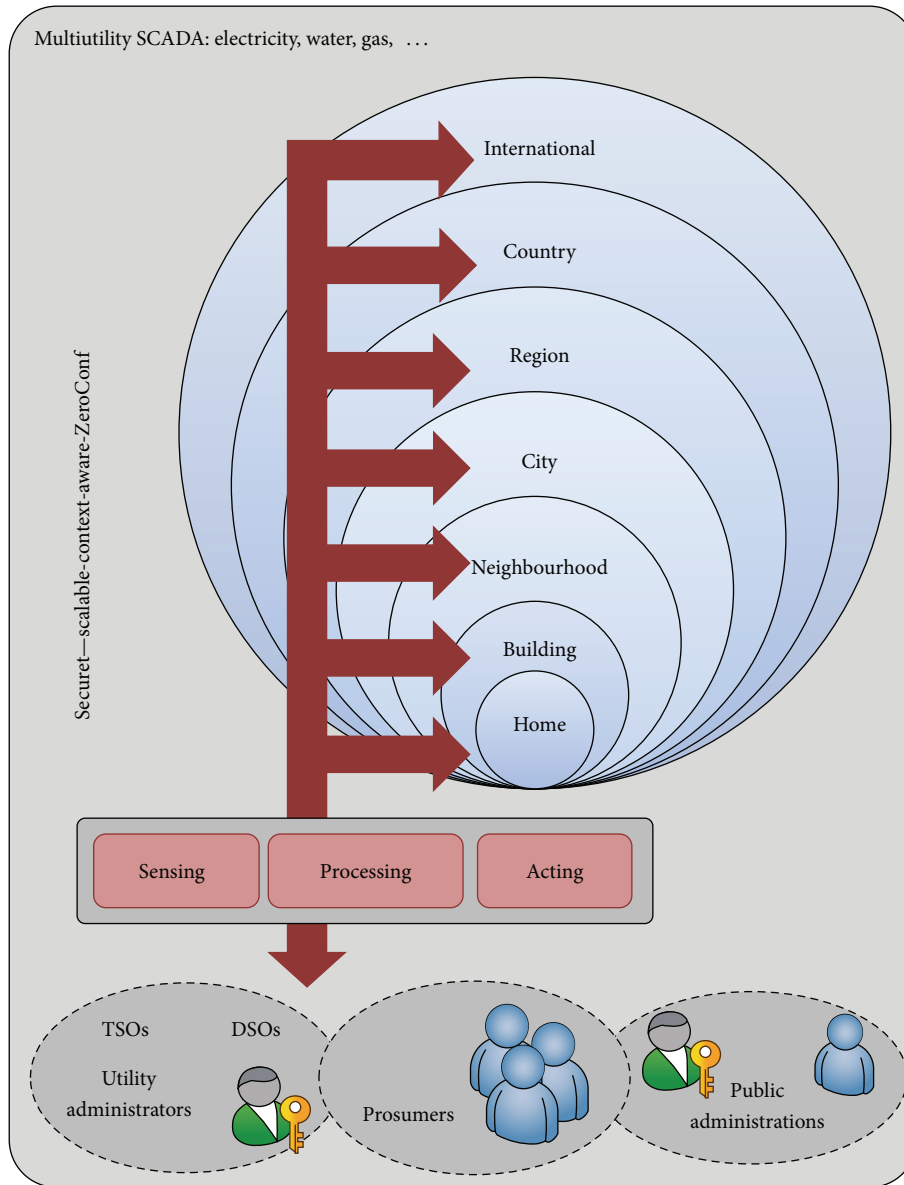 Multiutility SCADA: electricity, water, gas, ...
International
Country
Region
City
Neighbourhood
Building
Home
Securet—scalable-context-aware-ZeroConf
Sensing
Processing
Acting
TSOs
DSOs
Utility
administrators
Prosumers
Public
administrations